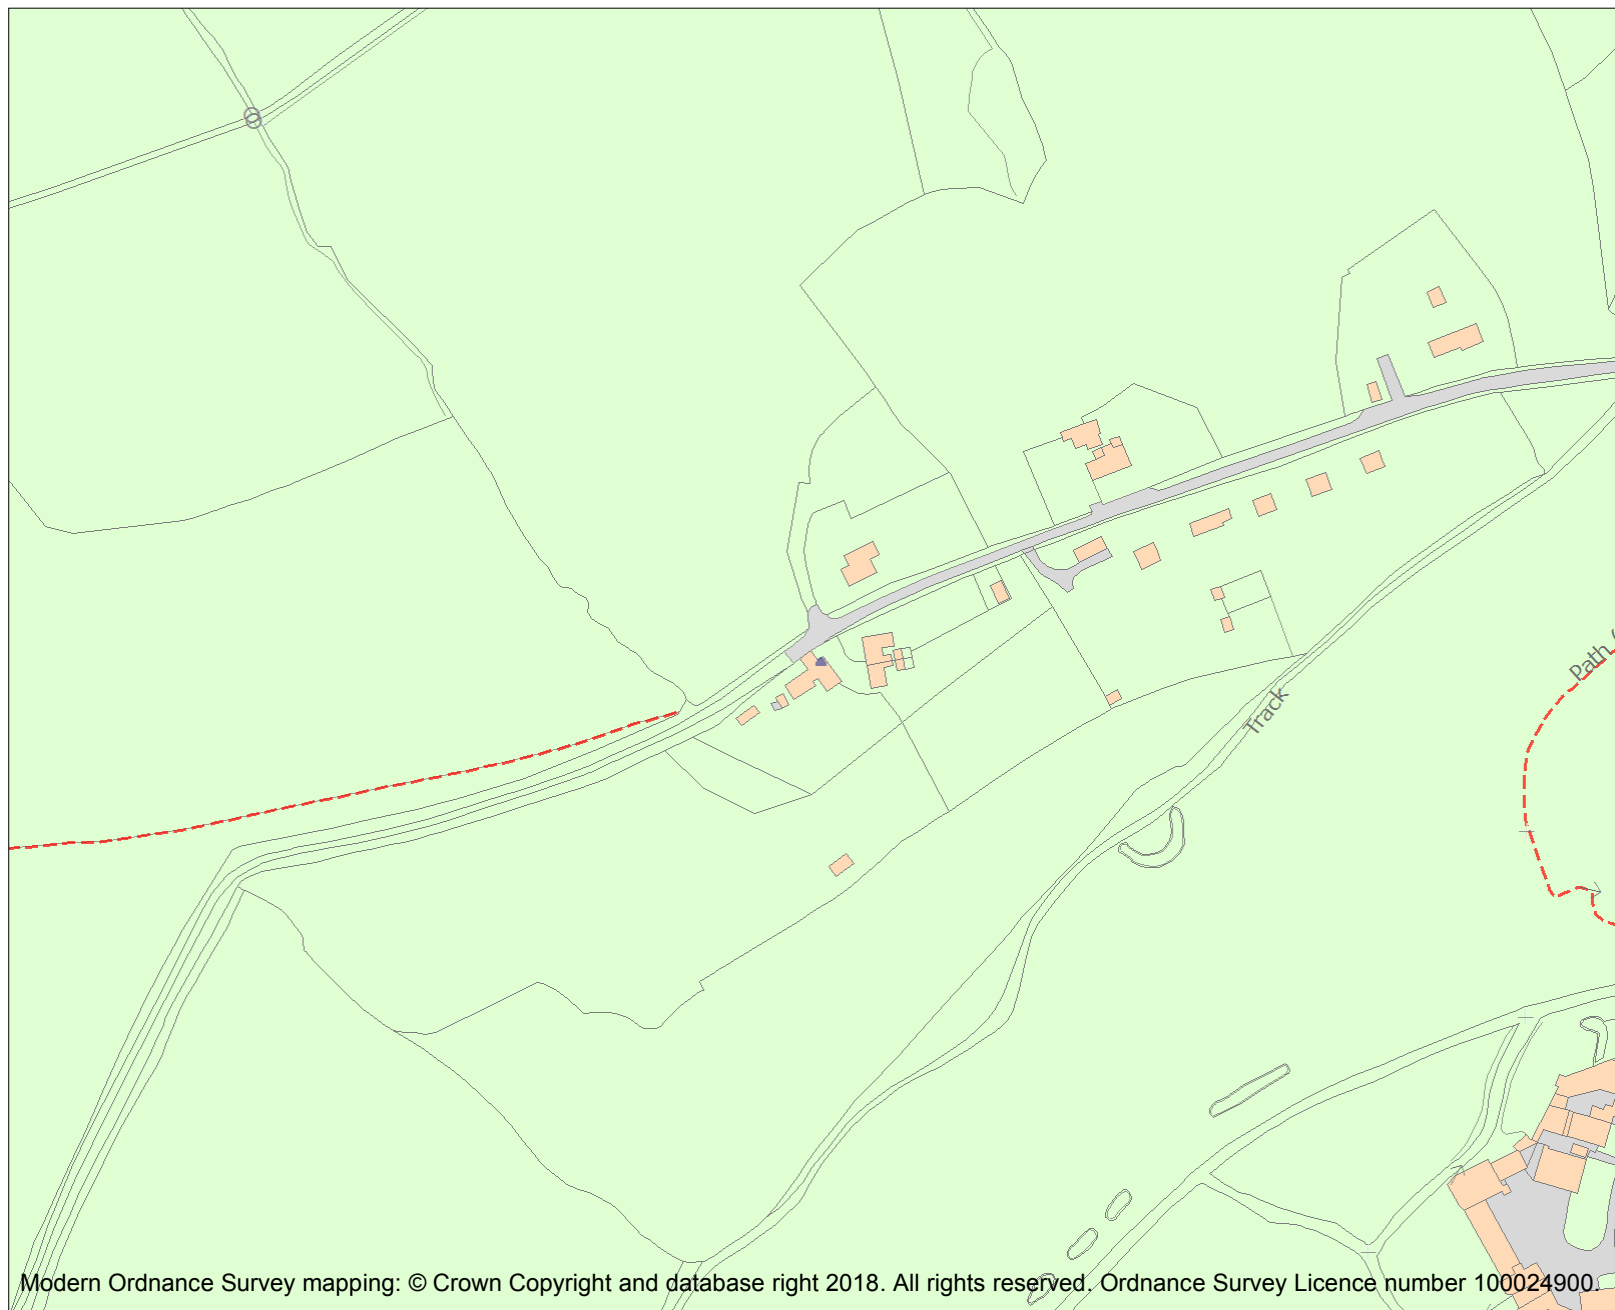 Path
Track
Modern Ordnance Survey mapping: © Crown Copyright and database right 2018. All rights reserved. Ordnance Survey Licence number 100024900.